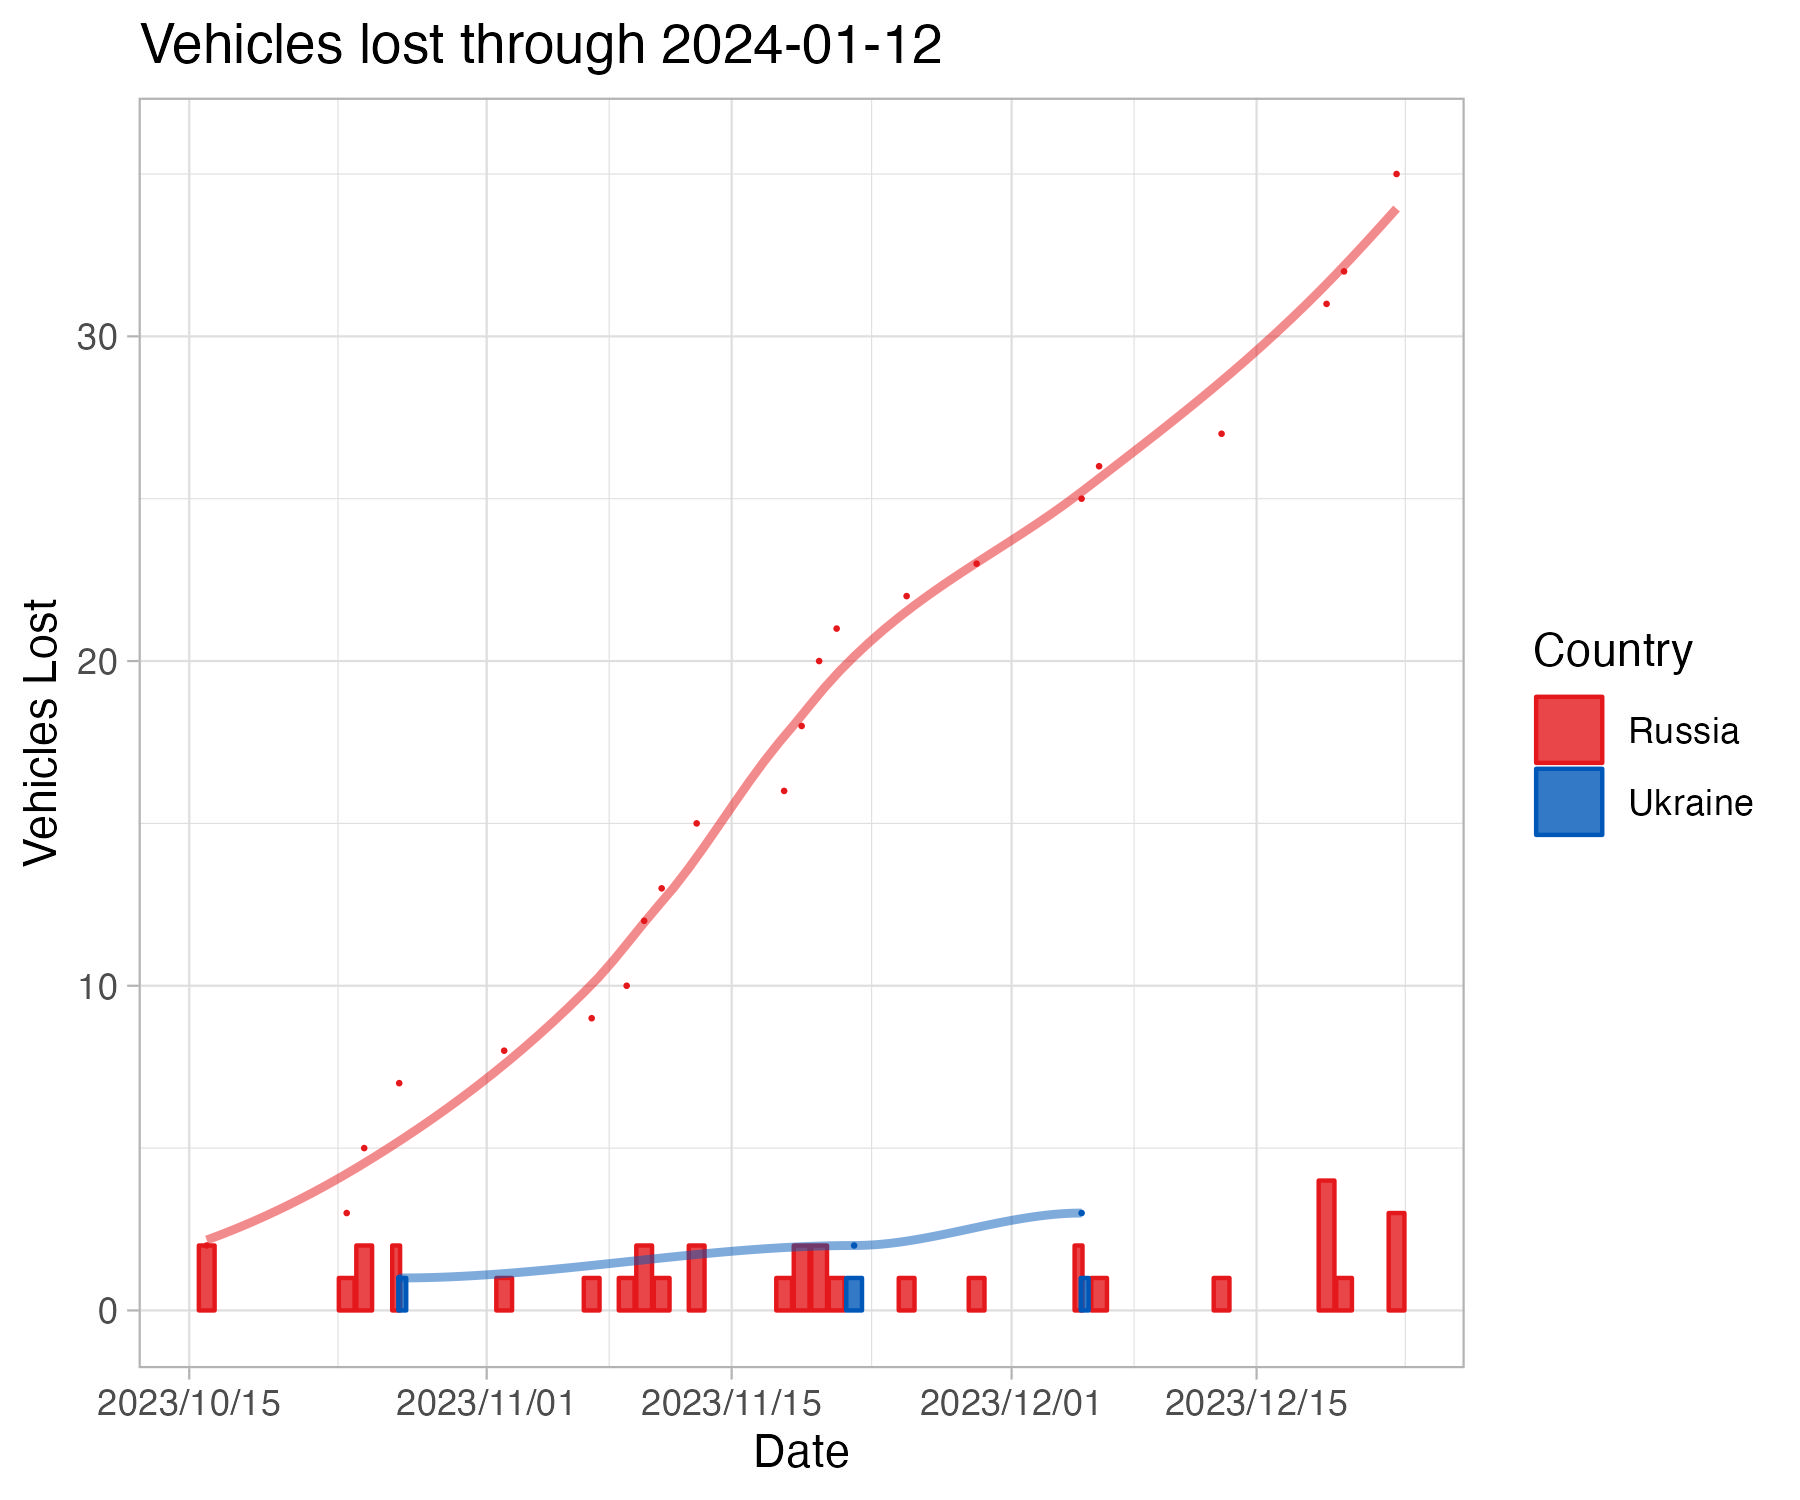 Vehicles lost through 2024-01-12
Vehicles Lost
30
20
10
0
2023/10/15
2023/11/01
2023/11/15
2023/12/01
2023/12/15
Date
Country
Russia
Ukraine